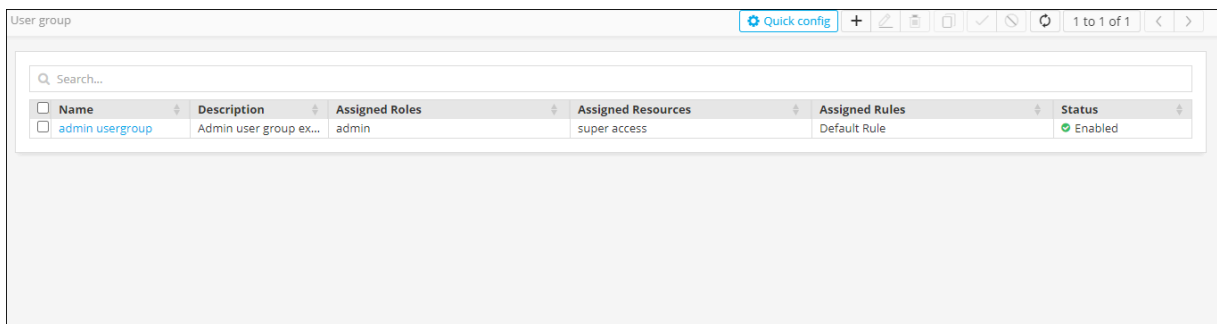 User group Quick config 1 to 1 of 1
Search...
Name Description Assigned Roles Assigned Resources Assigned Rules Status
admin usergroup Admin user group ex... admin super access Default Rule Enabled